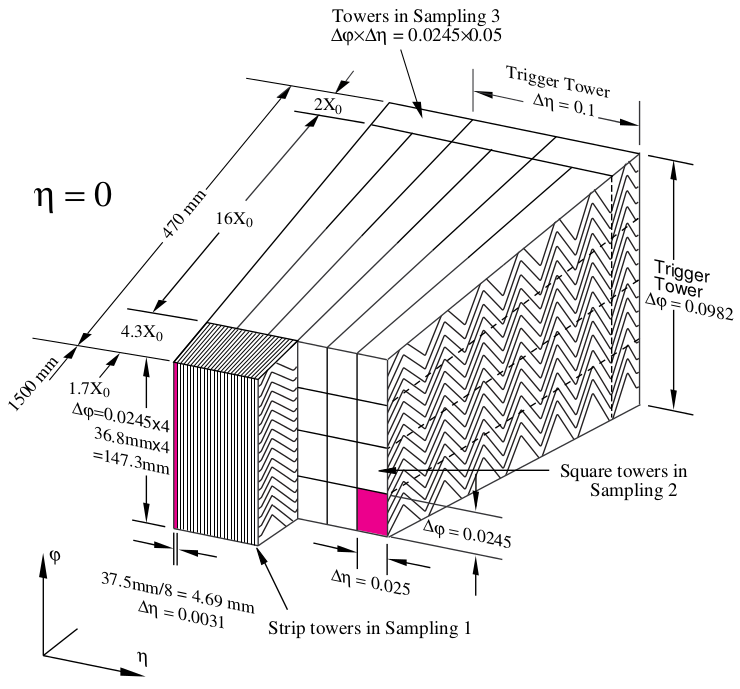 Towers in Sampling 3
Δφ×Δη = 0.0245×0.05
Trigger Tower
Δη = 0.1
2X₀
η = 0
470 mm
16X₀
Trigger
Tower
Δφ = 0.0982
4.3X₀
1500 mm
1.7X₀
Δφ=0.0245x4
36.8mmx4
=147.3mm
Square towers in
Sampling 2
Δφ = 0.0245
Δη = 0.025
37.5mm/8 = 4.69 mm
Δη = 0.0031
Strip towers in Sampling 1
φ
η